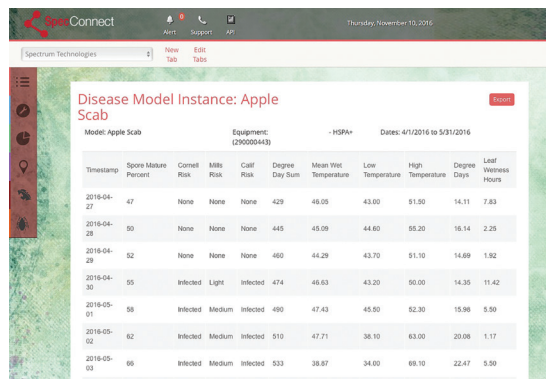 SpecConnect
0
Alert Support API
Thursday, November 10, 2016
Spectrum Technologies
New Tab
Edit Tabs
Disease Model Instance: Apple
Scab
Export
Model: Apple Scab Equipment: - HSPA+ Dates: 4/1/2016 to 5/31/2016
(290000443)
Timestamp Spore Mature Percent Cornell Risk Mills Risk Calif Risk Degree Day Sum Mean Wet Temperature Low Temperature High Temperature Degree Days Leaf Wetness Hours
2016-04-27 47 None None None 429 46.05 43.00 51.50 14.11 7.83
2016-04-28 50 None None None 445 45.09 44.60 55.20 16.14 2.25
2016-04-29 52 None None None 460 44.29 43.70 51.10 14.69 1.92
2016-04-30 55 Infected Light Infected 474 46.63 43.20 50.00 14.35 11.42
2016-05-01 58 Infected Medium Infected 490 47.43 45.50 52.30 15.98 5.50
2016-05-02 62 Infected Medium Infected 510 47.71 38.10 63.00 20.08 1.17
2016-05-03 66 Infected Medium Infected 533 38.87 34.00 69.10 22.47 5.50